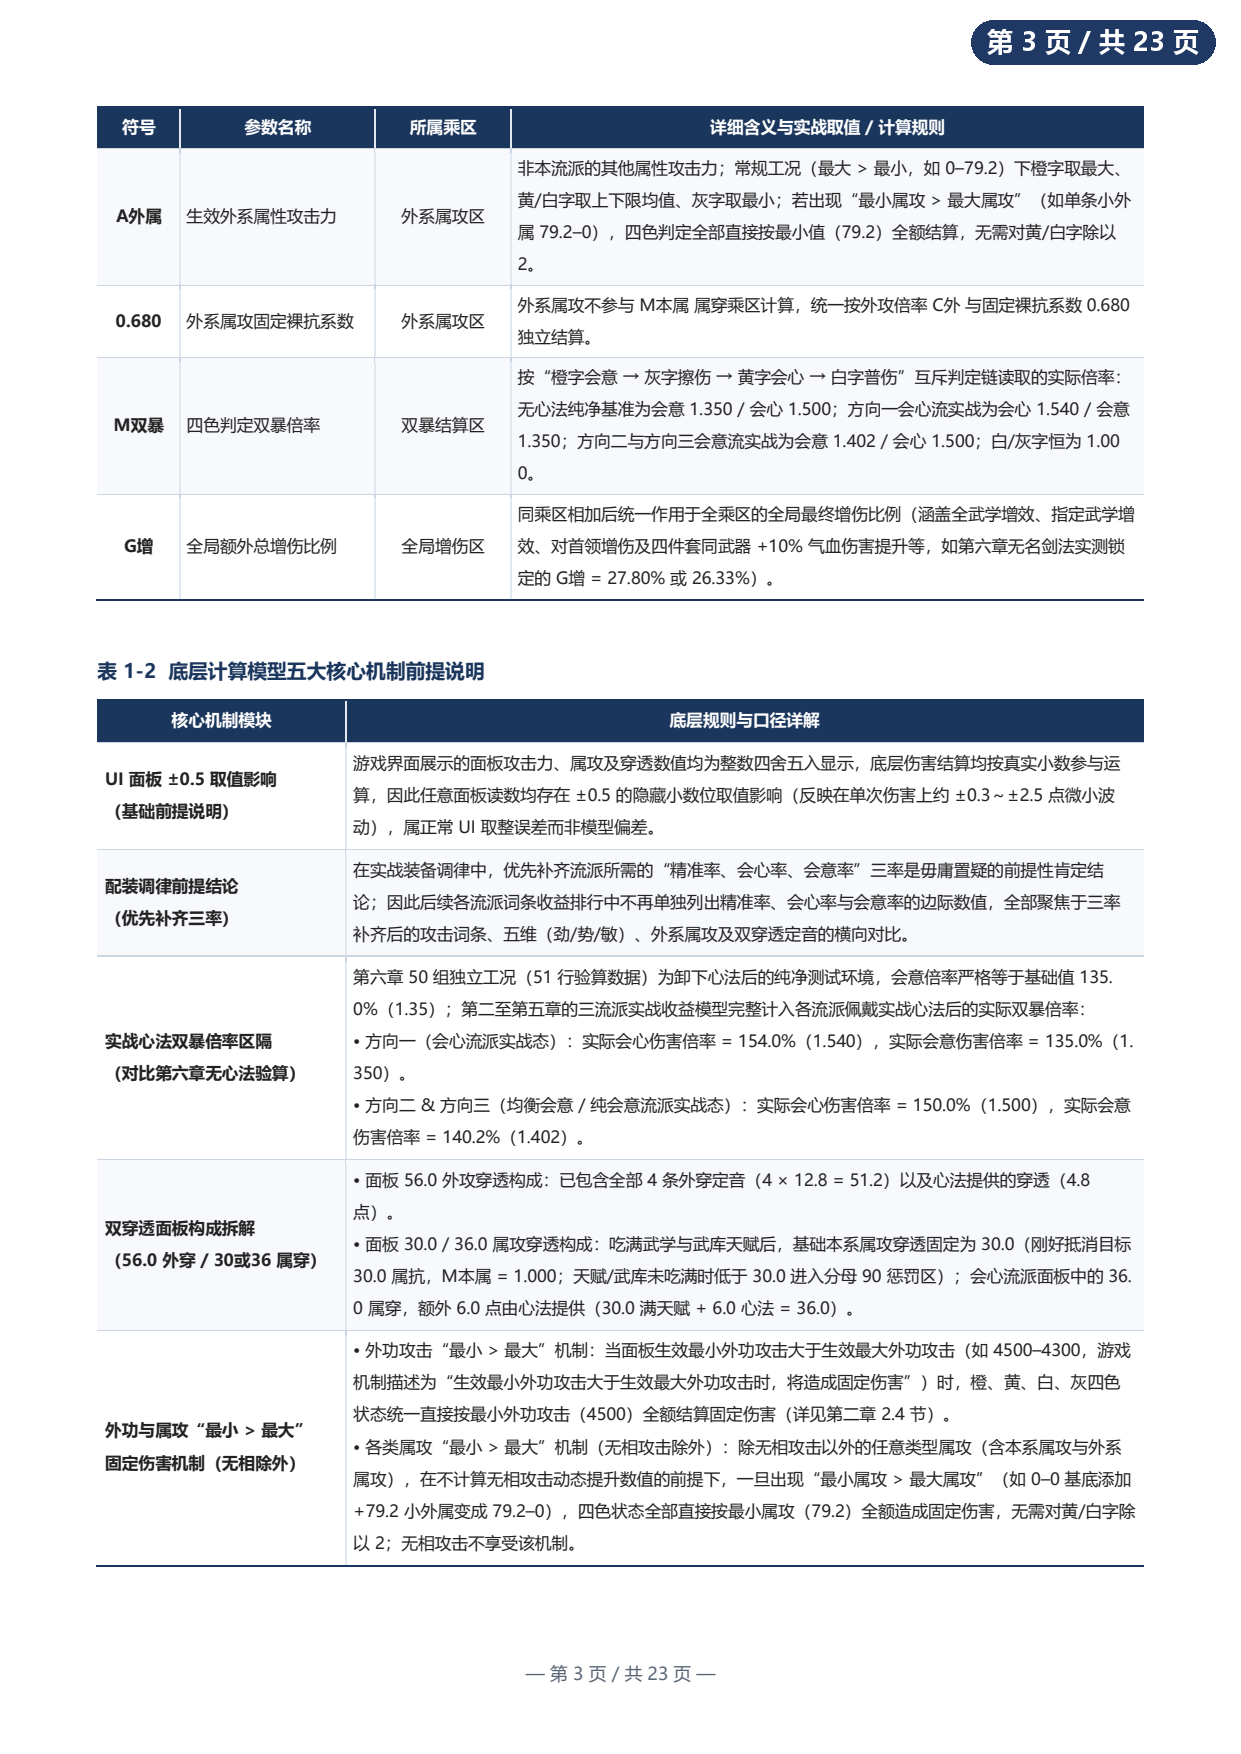 第 3 页 / 共 23 页
符号 参数名称 所属乘区 详细含义与实战取值 / 计算规则
A外属 生效外系属性攻击力 外系属攻区
非本流派的其他属性攻击力；常规工况（最大 > 最小，如 0–79.2）下橙字取最大、
黄/白字取上下限均值、灰字取最小；若出现“最小属攻 > 最大属攻”（如单条小外
属 79.2–0），四色判定全部直接按最小值（79.2）全额结算，无需对黄/白字除以
2。
0.680 外系属攻固定裸抗系数 外系属攻区
外系属攻不参与 M本属 属穿乘区计算，统一按外攻倍率 C外 与固定裸抗系数 0.680
独立结算。
M双暴 四色判定双暴倍率 双暴结算区
按“橙字会意 → 灰字擦伤 → 黄字会心 → 白字普伤”互斥判定链读取的实际倍率：
无心法纯净基准为会意 1.350 / 会心 1.500；方向一会心流实战为会心 1.540 / 会意
1.350；方向二与方向三会意流实战为会意 1.402 / 会心 1.500；白/灰字恒为 1.00
0。
G增 全局额外总增伤比例 全局增伤区
同乘区相加后统一作用于全乘区的全局最终增伤比例（涵盖全武学增效、指定武学增
效、对首领增伤及四件套同武器 +10% 气血伤害提升等，如第六章无名剑法实测锁
定的 G增 = 27.80% 或 26.33%）。
表 1-2 底层计算模型五大核心机制前提说明
核心机制模块 底层规则与口径详解
UI 面板 ±0.5 取值影响
（基础前提说明）
游戏界面展示的面板攻击力、属攻及穿透数值均为整数四舍五入显示，底层伤害结算均按真实小数参与运
算，因此任意面板读数均存在 ±0.5 的隐藏小数位取值影响（反映在单次伤害上约 ±0.3～±2.5 点微小波
动），属正常 UI 取整误差而非模型偏差。
配装调律前提结论
（优先补齐三率）
在实战装备调律中，优先补齐流派所需的“精准率、会心率、会意率”三率是毋庸置疑的前提性肯定结
论；因此后续各流派词条收益排行中不再单独列出精准率、会心率与会意率的边际数值，全部聚焦于三率
补齐后的攻击词条、五维（劲/势/敏）、外系属攻及双穿透定音的横向对比。
实战心法双暴倍率区隔
（对比第六章无心法验算）
第六章 50 组独立工况（51 行验算数据）为卸下心法后的纯净测试环境，会意倍率严格等于基础值 135.
0%（1.35）；第二至第五章的三流派实战收益模型完整计入各流派佩戴实战心法后的实际双暴倍率：
• 方向一（会心流派实战态）：实际会心伤害倍率 = 154.0%（1.540），实际会意伤害倍率 = 135.0%（1.
350）。
• 方向二 & 方向三（均衡会意 / 纯会意流派实战态）：实际会心伤害倍率 = 150.0%（1.500），实际会意
伤害倍率 = 140.2%（1.402）。
双穿透面板构成拆解
（56.0 外穿 / 30或36 属穿）
• 面板 56.0 外攻穿透构成：已包含全部 4 条外穿定音（4 × 12.8 = 51.2）以及心法提供的穿透（4.8
点）。
• 面板 30.0 / 36.0 属攻穿透构成：吃满武学与武库天赋后，基础本系属攻穿透固定为 30.0（刚好抵消目标
30.0 属抗，M本属 = 1.000；天赋/武库未吃满时低于 30.0 进入分母 90 惩罚区）；会心流派面板中的 36.
0 属穿，额外 6.0 点由心法提供（30.0 满天赋 + 6.0 心法 = 36.0）。
外功与属攻“最小 > 最大”
固定伤害机制（无相除外）
• 外功攻击“最小 > 最大”机制：当面板生效最小外功攻击大于生效最大外功攻击（如 4500–4300，游戏
机制描述为“生效最小外功攻击大于生效最大外功攻击时，将造成固定伤害”）时，橙、黄、白、灰四色
状态统一直接按最小外功攻击（4500）全额结算固定伤害（详见第二章 2.4 节）。
• 各类属攻“最小 > 最大”机制（无相攻击除外）：除无相攻击以外的任意类型属攻（含本系属攻与外系
属攻），在不计算无相攻击动态提升数值的前提下，一旦出现“最小属攻 > 最大属攻”（如 0–0 基底添加
+79.2 小外属变成 79.2–0），四色状态全部直接按最小属攻（79.2）全额造成固定伤害，无需对黄/白字除
以 2；无相攻击不享受该机制。
— 第 3 页 / 共 23 页 —